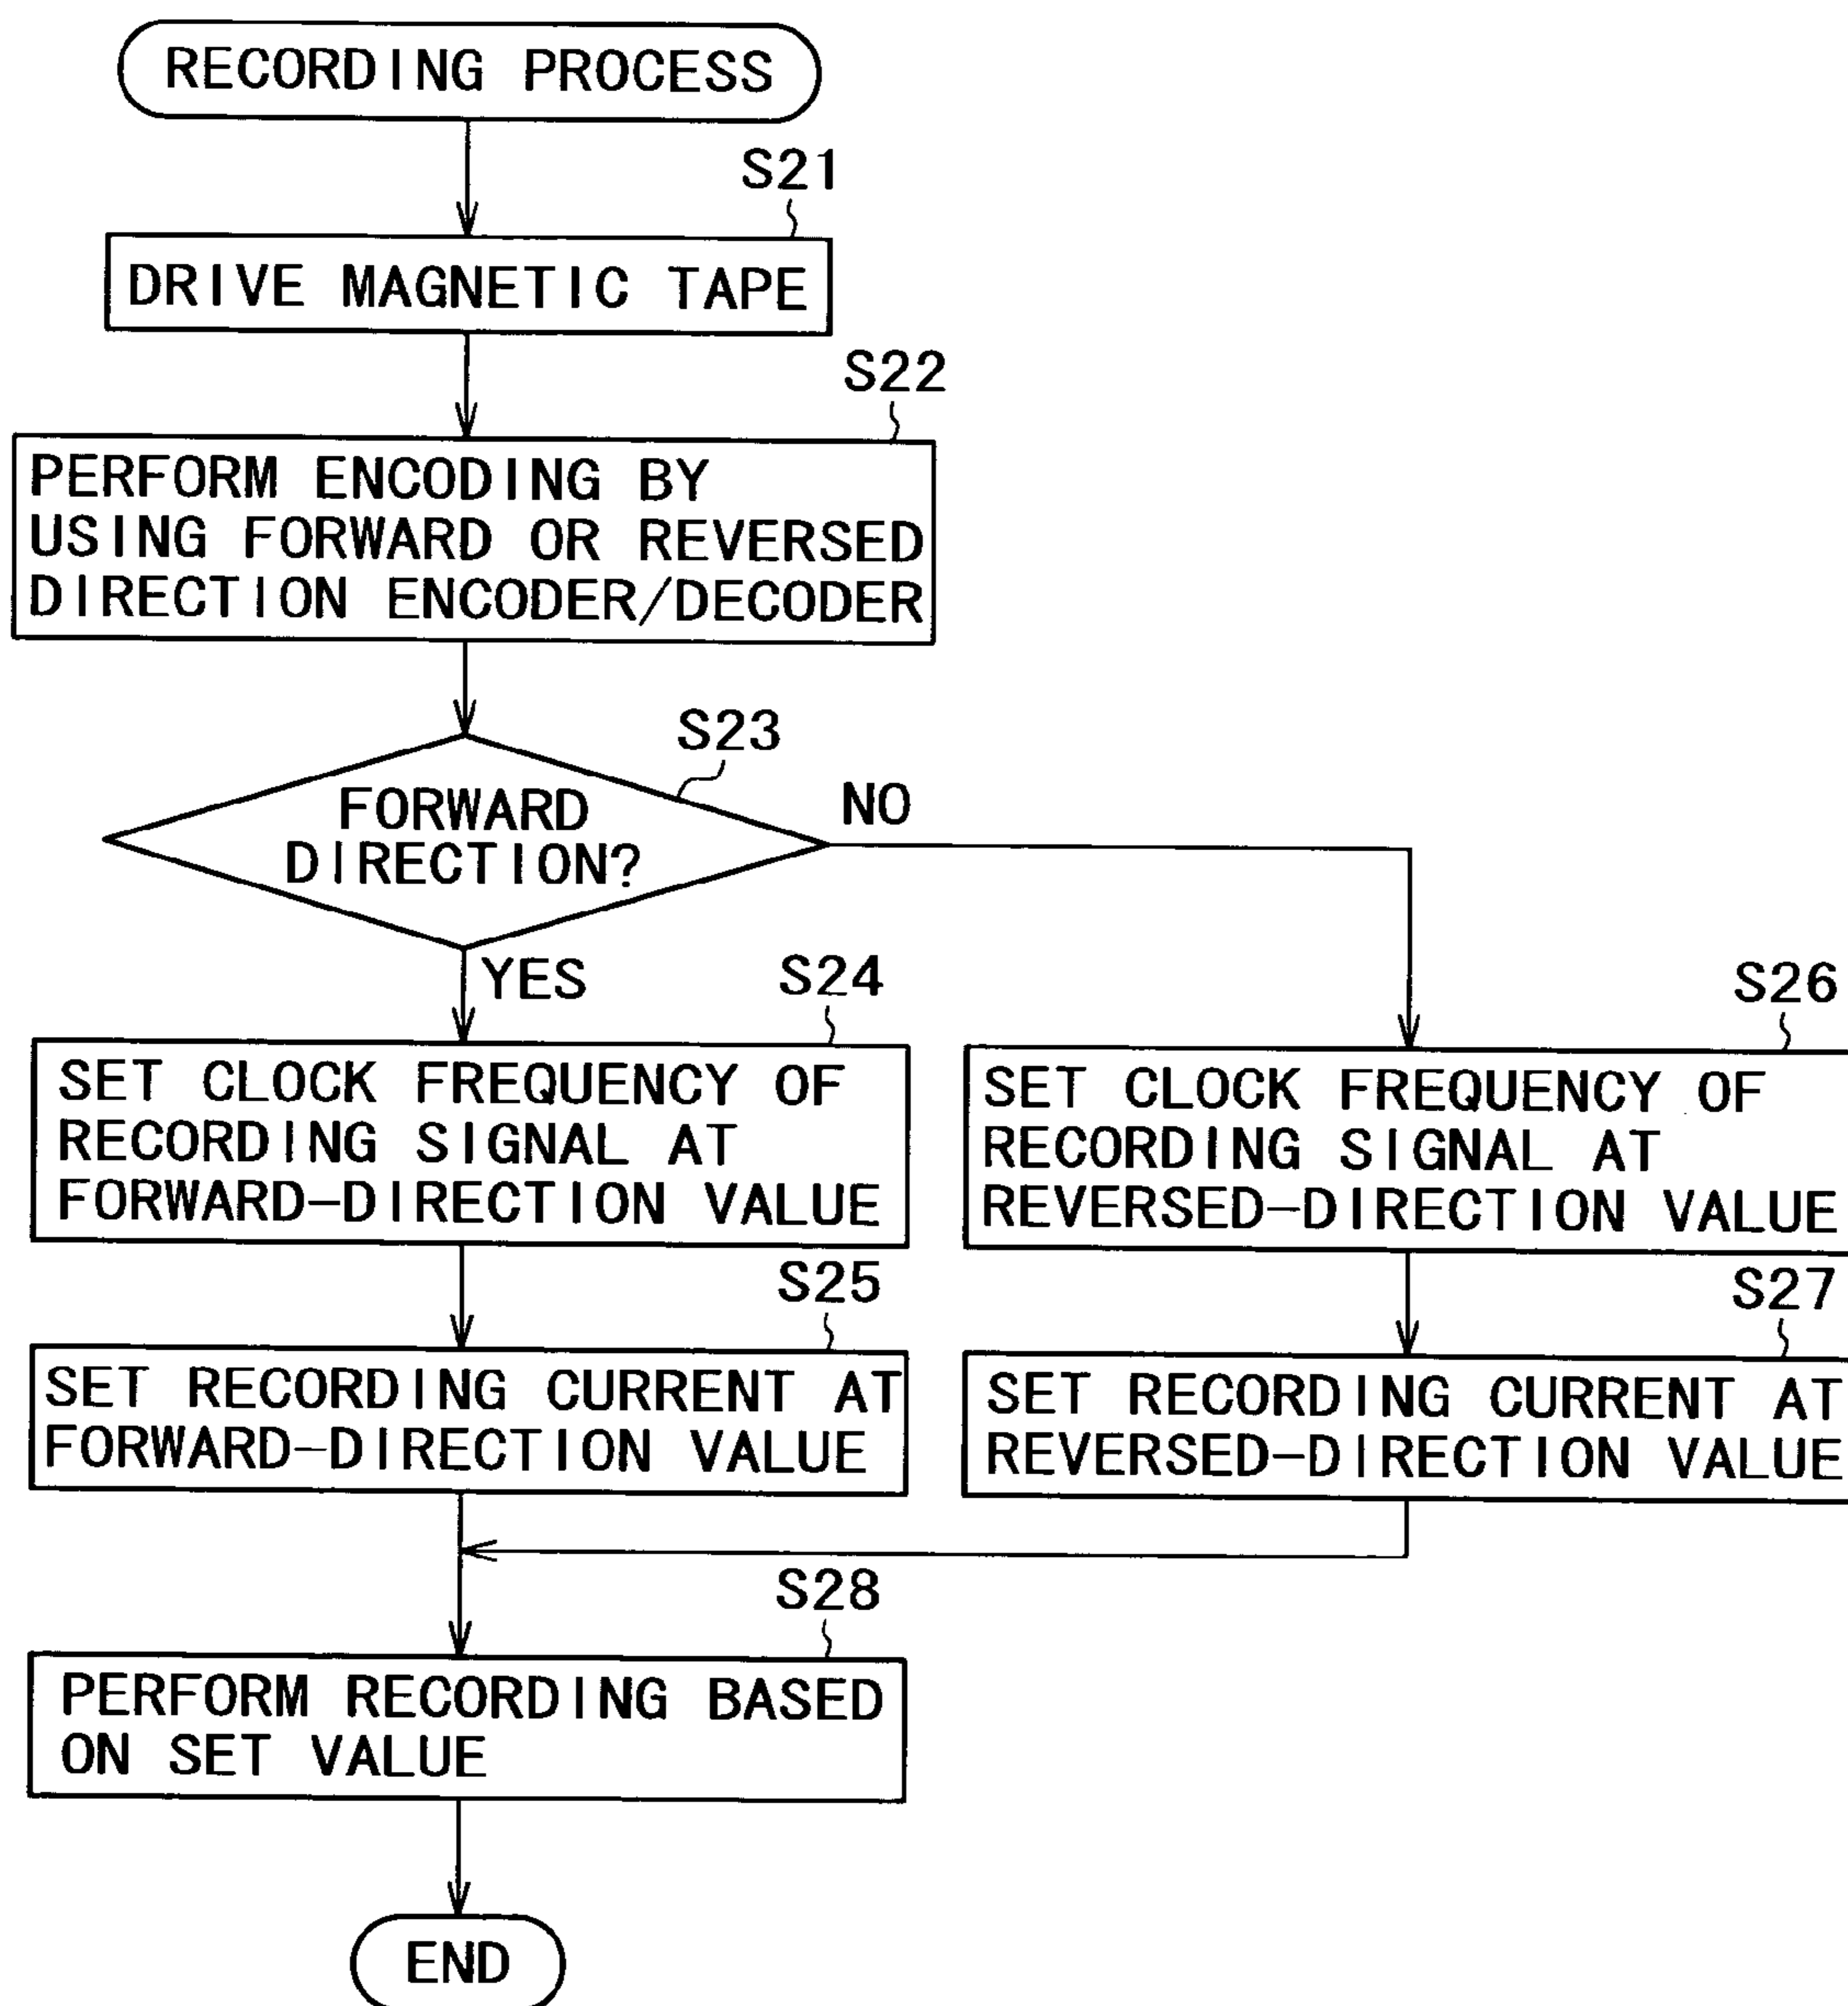 RECORDING PROCESS
S21
DRIVE MAGNETIC TAPE
S22
PERFORM ENCODING BY
USING FORWARD OR REVERSED
DIRECTION ENCODER/DECODER
S23
FORWARD
DIRECTION?
NO
YES
S24
SET CLOCK FREQUENCY OF
RECORDING SIGNAL AT
FORWARD-DIRECTION VALUE
S26
SET CLOCK FREQUENCY OF
RECORDING SIGNAL AT
REVERSED-DIRECTION VALUE
S25
SET RECORDING CURRENT AT
FORWARD-DIRECTION VALUE
S27
SET RECORDING CURRENT AT
REVERSED-DIRECTION VALUE
S28
PERFORM RECORDING BASED
ON SET VALUE
END